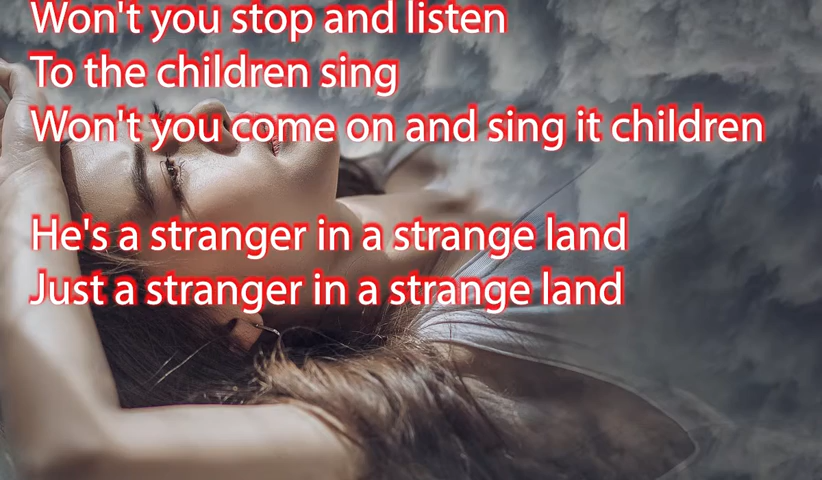 Won't you stop and listen
To the children sing
Won't you come on and sing it children
He's a stranger in a strange land
Just a stranger in a strange land